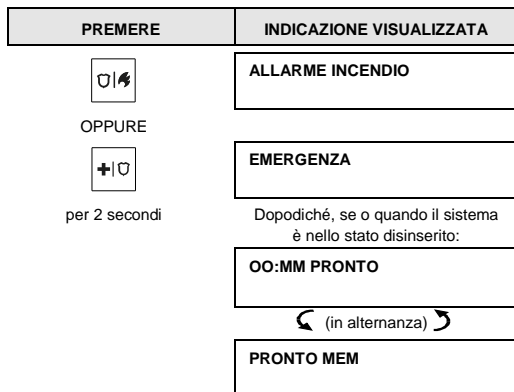 PREMERE
INDICAZIONE VISUALIZZATA
ALLARME INCENDIO
OPPURE
EMERGENZA
per 2 secondi
Dopodiché, se o quando il sistema
è nello stato disinserito:
OO:MM PRONTO
(in alternanza)
PRONTO MEM